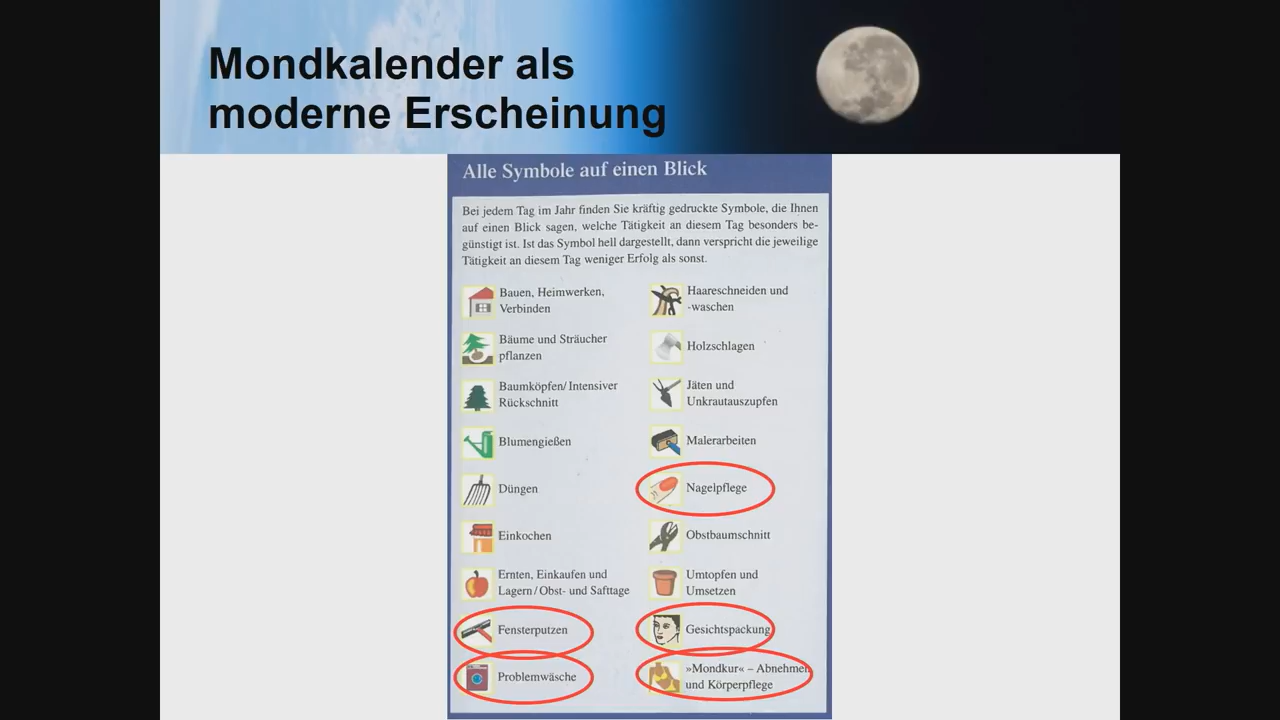 Mondkalender als
moderne Erscheinung
Alle Symbole auf einen Blick
Bei jedem Tag im Jahr finden Sie kräftig gedruckte Symbole, die Ihnen
auf einen Blick sagen, welche Tätigkeit an diesem Tag besonders be-
günstigt ist. Ist das Symbol hell dargestellt, dann verspricht die jeweilige
Tätigkeit an diesem Tag weniger Erfolg als sonst.
Bauen, Heimwerken,
Verbinden
Bäume und Sträucher
pflanzen
Baumköpfen/Intensiver
Rückschnitt
Blumengießen
Düngen
Einkochen
Ernten, Einkaufen und
Lagern/Obst- und Safttage
Fensterputzen
Problemwäsche
Haareschneiden und
-waschen
Holzschlagen
Jäten und
Unkrautauszupfen
Malerarbeiten
Nagelpflege
Obstbaumschnitt
Umtopfen und
Umsetzen
Gesichtspackung
»Mondkur« – Abnehmen
und Körperpflege